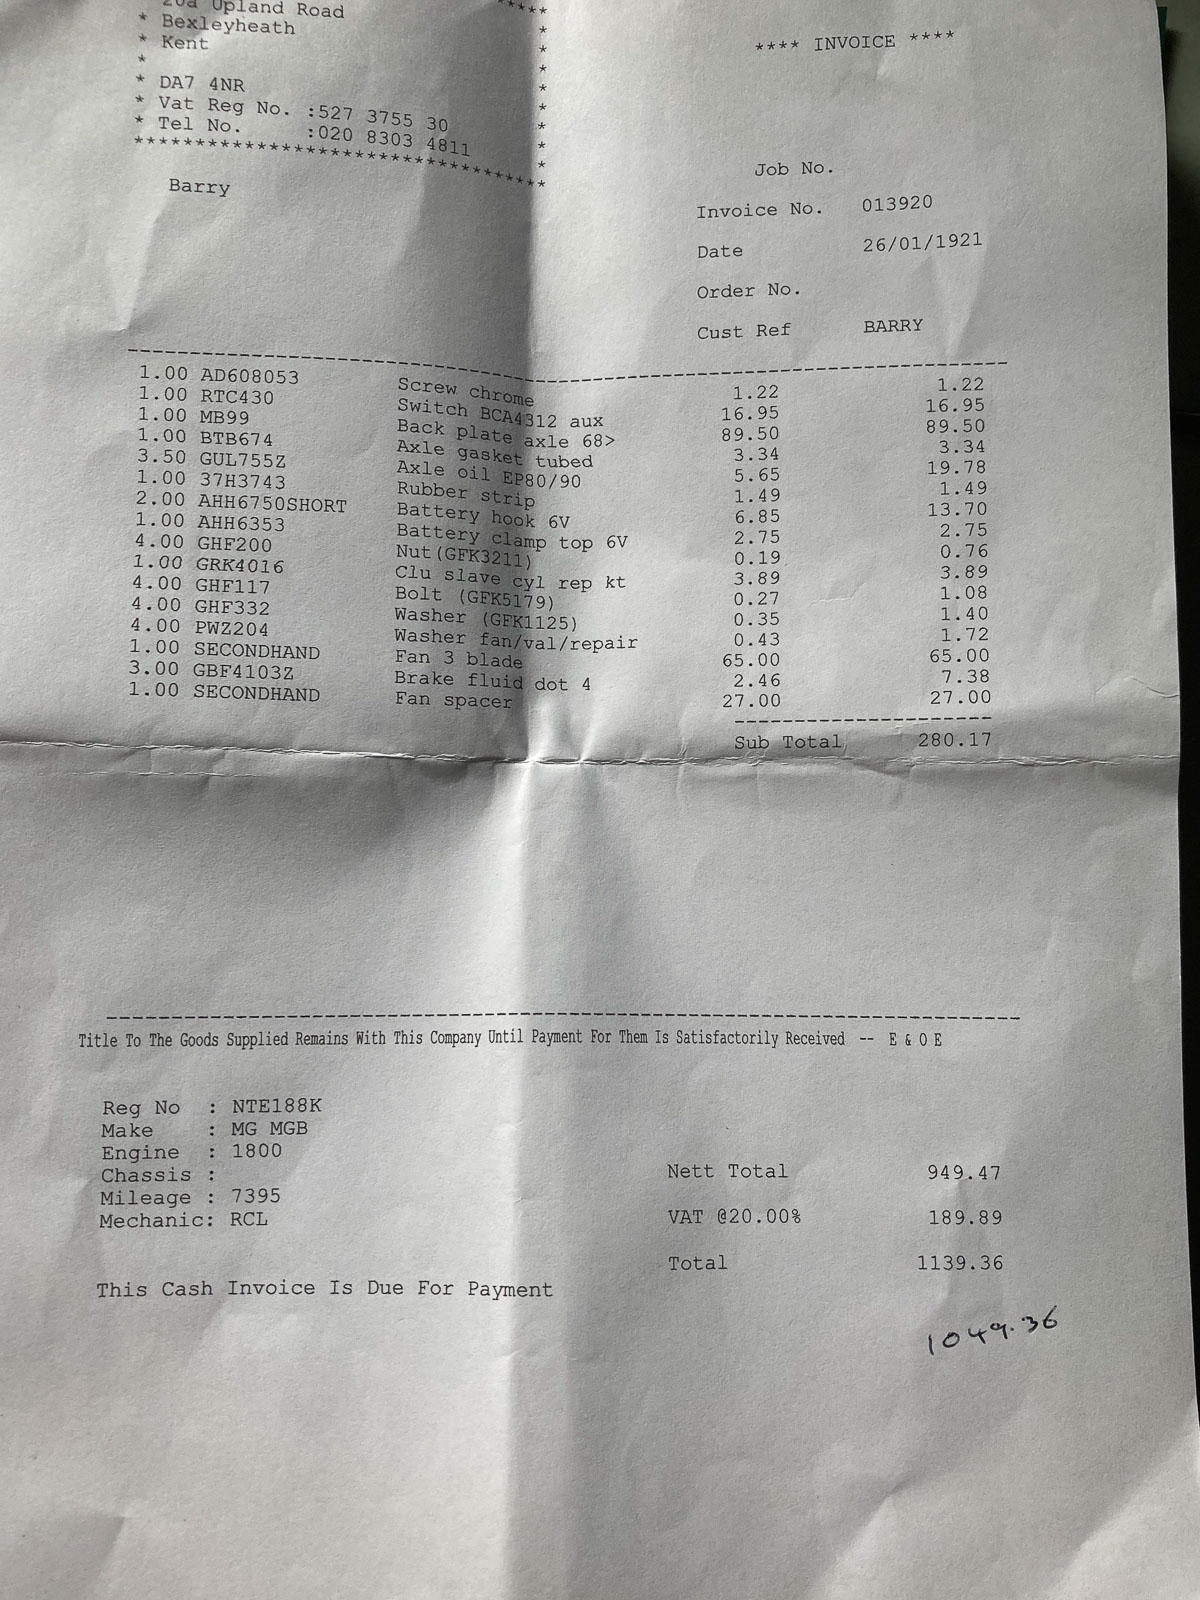 20a Upland Road
* Bexleyheath *
* Kent *
* *
* DA7 4NR *
* Vat Reg No. :527 3755 30 *
* Tel No. :020 8303 4811 *
**** INVOICE ****
Barry
Job No.
Invoice No. 013920
Date 26/01/1921
Order No.
Cust Ref BARRY
1.00 AD608053 Screw chrome 1.22 1.22
1.00 RTC430 Switch BCA4312 aux 16.95 16.95
1.00 MB99 Back plate axle 68> 89.50 89.50
1.00 BTB674 Axle gasket tubed 3.34 3.34
3.50 GUL755Z Axle oil EP80/90 5.65 19.78
1.00 37H3743 Rubber strip 1.49 1.49
2.00 AHH6750SHORT Battery hook 6V 6.85 13.70
1.00 AHH6353 Battery clamp top 6V 2.75 2.75
4.00 GHF200 Nut(GFK3211) 0.19 0.76
1.00 GRK4016 Clu slave cyl rep kt 3.89 3.89
4.00 GHF117 Bolt (GFK5179) 0.27 1.08
4.00 GHF332 Washer (GFK1125) 0.35 1.40
4.00 PWZ204 Washer fan/val/repair 0.43 1.72
1.00 SECONDHAND Fan 3 blade 65.00 65.00
3.00 GBF4103Z Brake fluid dot 4 2.46 7.38
1.00 SECONDHAND Fan spacer 27.00 27.00
Sub Total 280.17
Title To The Goods Supplied Remains With This Company Until Payment For Them Is Satisfactorily Received -- E & O E
Reg No : NTE188K
Make : MG MGB
Engine : 1800
Chassis :
Mileage : 7395
Mechanic: RCL
Nett Total 949.47
VAT @20.00% 189.89
Total 1139.36
This Cash Invoice Is Due For Payment
1049.36